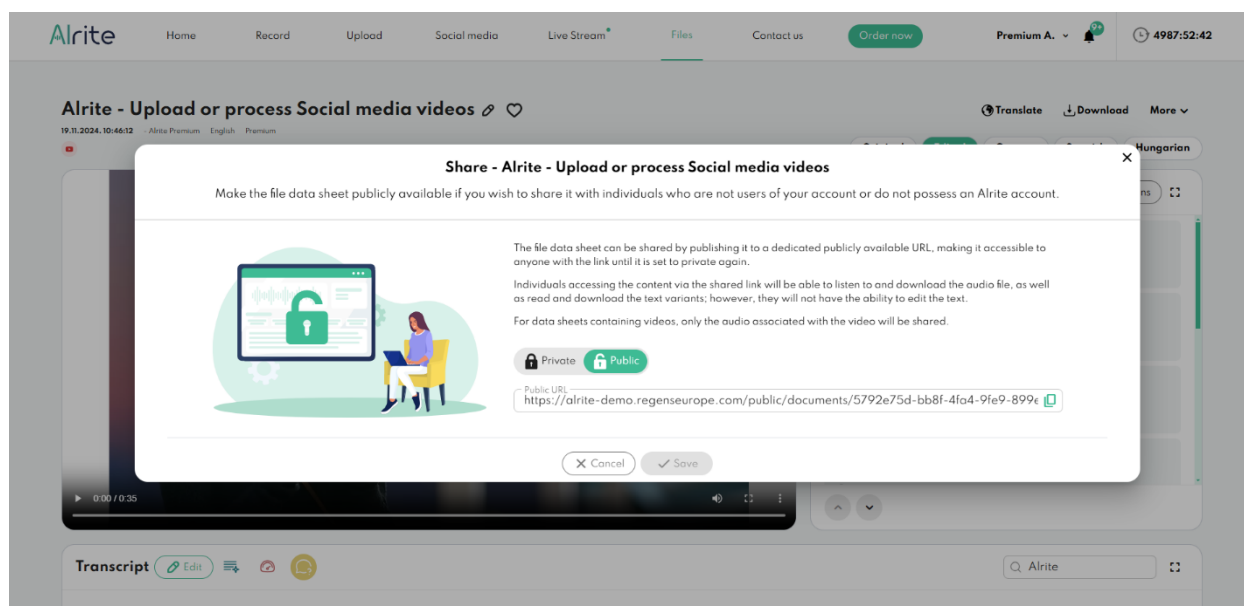 Alrite
Home Record Upload Social media Live Stream Files Contact us Order now Premium A. 9+ 4987:52:42
Alrite - Upload or process Social media videos
Translate Download More
19.11.2024. 10:46:12 - Alrite Premium English Premium
Hungarian
Share - Alrite - Upload or process Social media videos
Make the file data sheet publicly available if you wish to share it with individuals who are not users of your account or do not possess an Alrite account.
ns
The file data sheet can be shared by publishing it to a dedicated publicly available URL, making it accessible to
anyone with the link until it is set to private again.
Individuals accessing the content via the shared link will be able to listen to and download the audio file, as well
as read and download the text variants; however, they will not have the ability to edit the text.
For data sheets containing videos, only the audio associated with the video will be shared.
Private Public
Public URL
https://alrite-demo.regenseurope.com/public/documents/5792e75d-bb8f-4fa4-9fe9-899e
Cancel Save
0:00 / 0:35
Transcript Edit Alrite